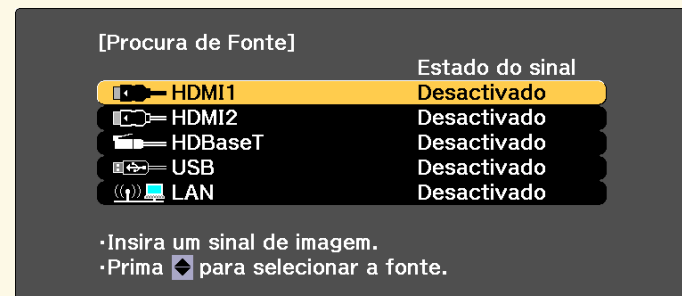 [Procura de Fonte]
Estado do sinal
HDMI1 Desactivado
HDMI2 Desactivado
HDBaseT Desactivado
USB Desactivado
LAN Desactivado
·Insira um sinal de imagem.
·Prima para selecionar a fonte.